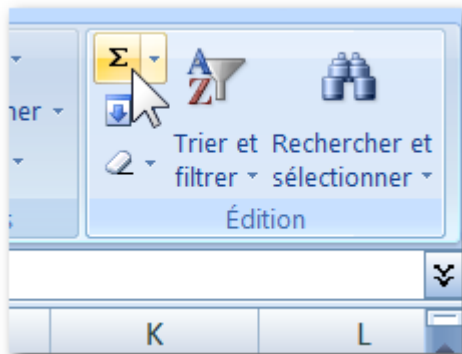 Σ
ner
A
Z
Trier et
filtrer
Rechercher et
sélectionner
Édition
K L